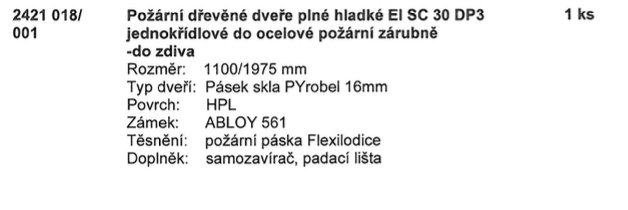 2421 018/ Požární dřevěné dveře plné hladké EI SC 30 DP3 1 ks
001 jednokřídlové do ocelové požární zárubně
-do zdiva
Rozměr: 1100/1975 mm
Typ dveří: Pásek skla PYrobel 16mm
Povrch: HPL
Zámek: ABLOY 561
Těsnění: požární páska Flexilodice
Doplněk: samozavírač, padací lišta